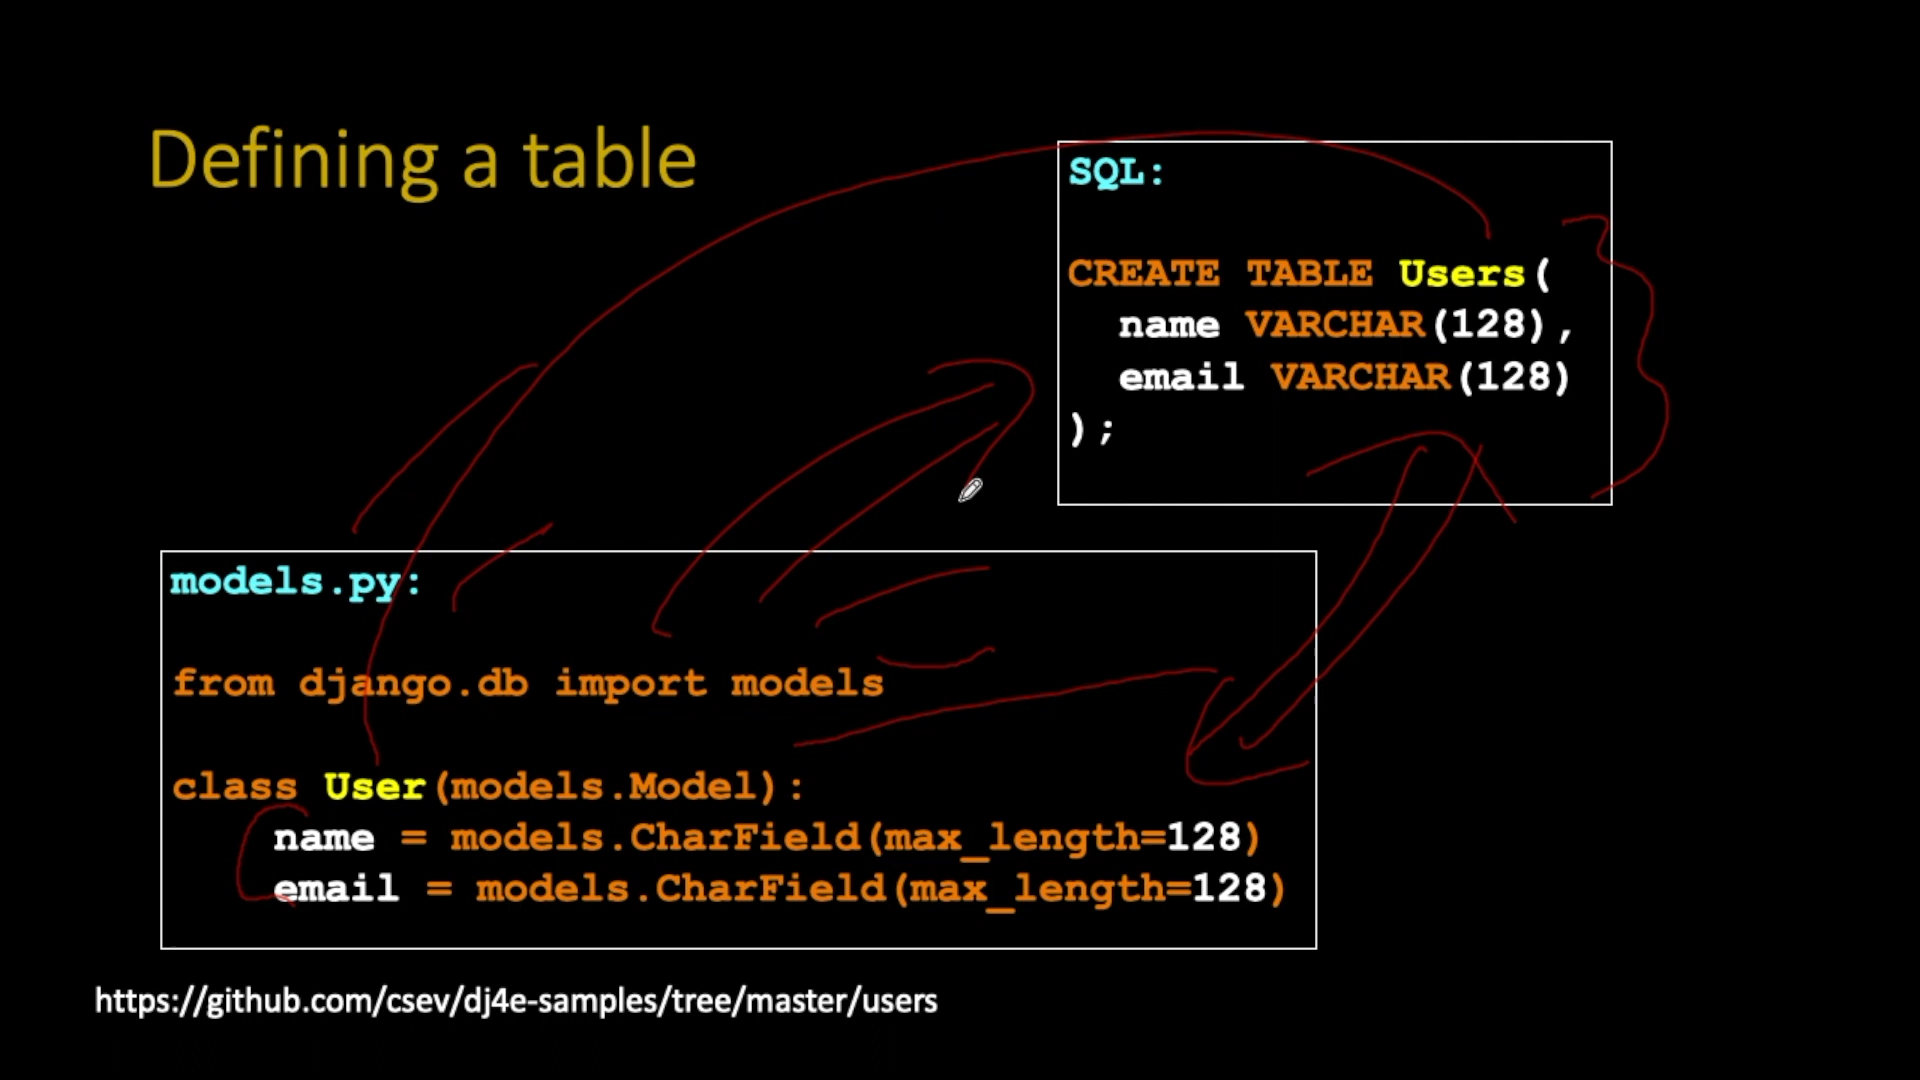 Defining a table
SQL:
CREATE TABLE Users(
  name VARCHAR(128),
  email VARCHAR(128)
);
models.py:
from django.db import models
class User(models.Model):
    name = models.CharField(max_length=128)
    email = models.CharField(max_length=128)
https://github.com/csev/dj4e-samples/tree/master/users